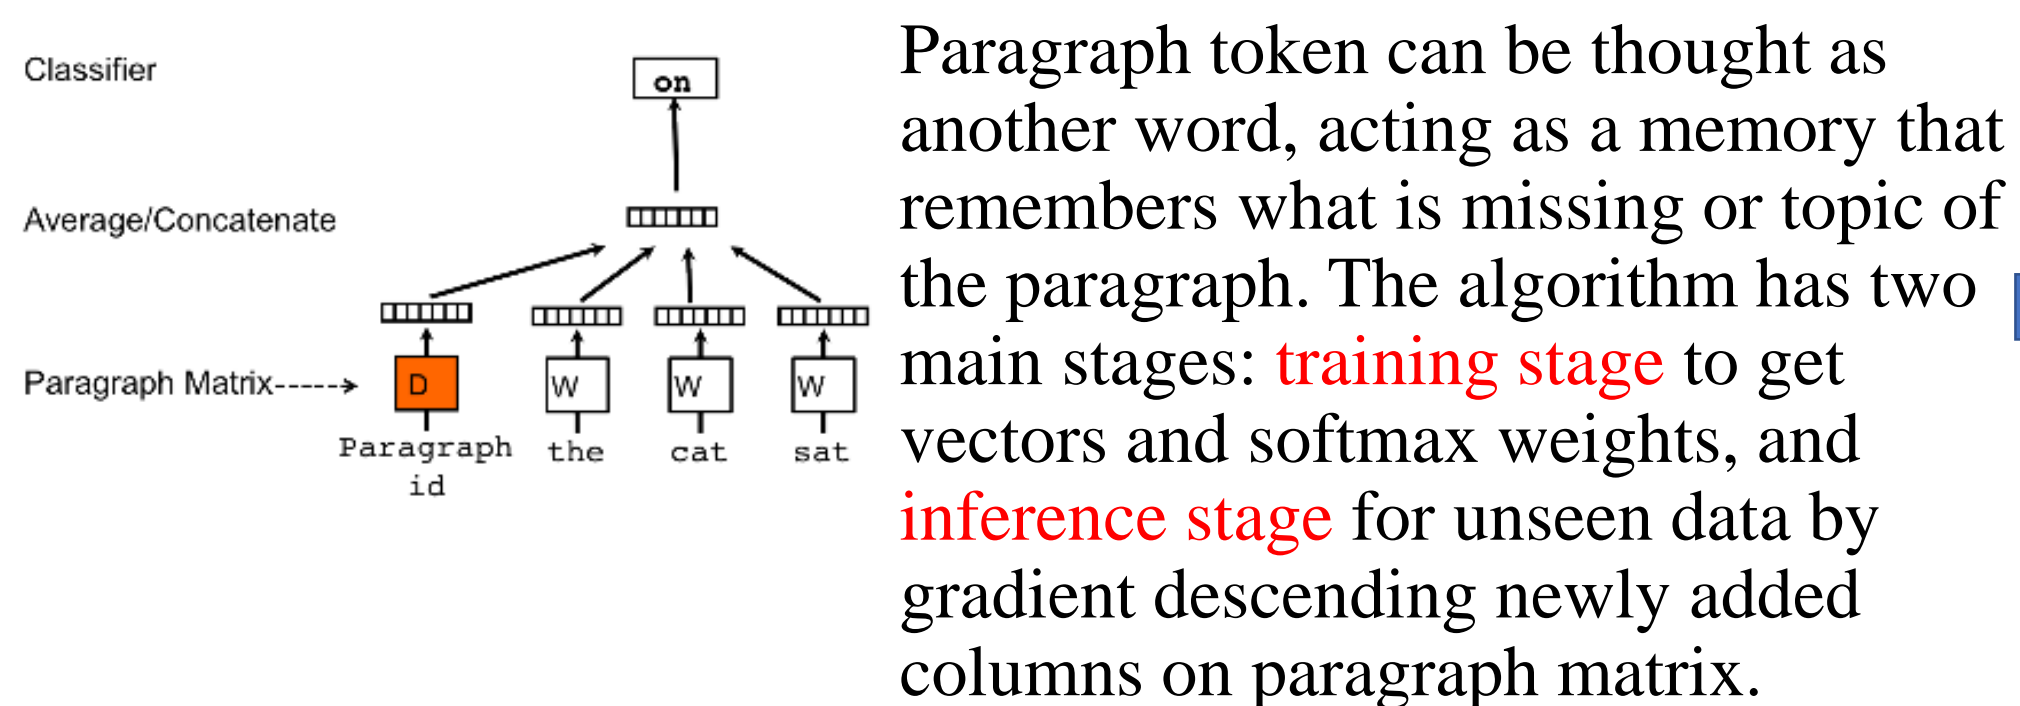 Classifier
on
Average/Concatenate
Paragraph Matrix----->
D
W
W
W
Paragraph
id
the
cat
sat
Paragraph token can be thought as
another word, acting as a memory that
remembers what is missing or topic of
the paragraph. The algorithm has two
main stages: training stage to get
vectors and softmax weights, and
inference stage for unseen data by
gradient descending newly added
columns on paragraph matrix.